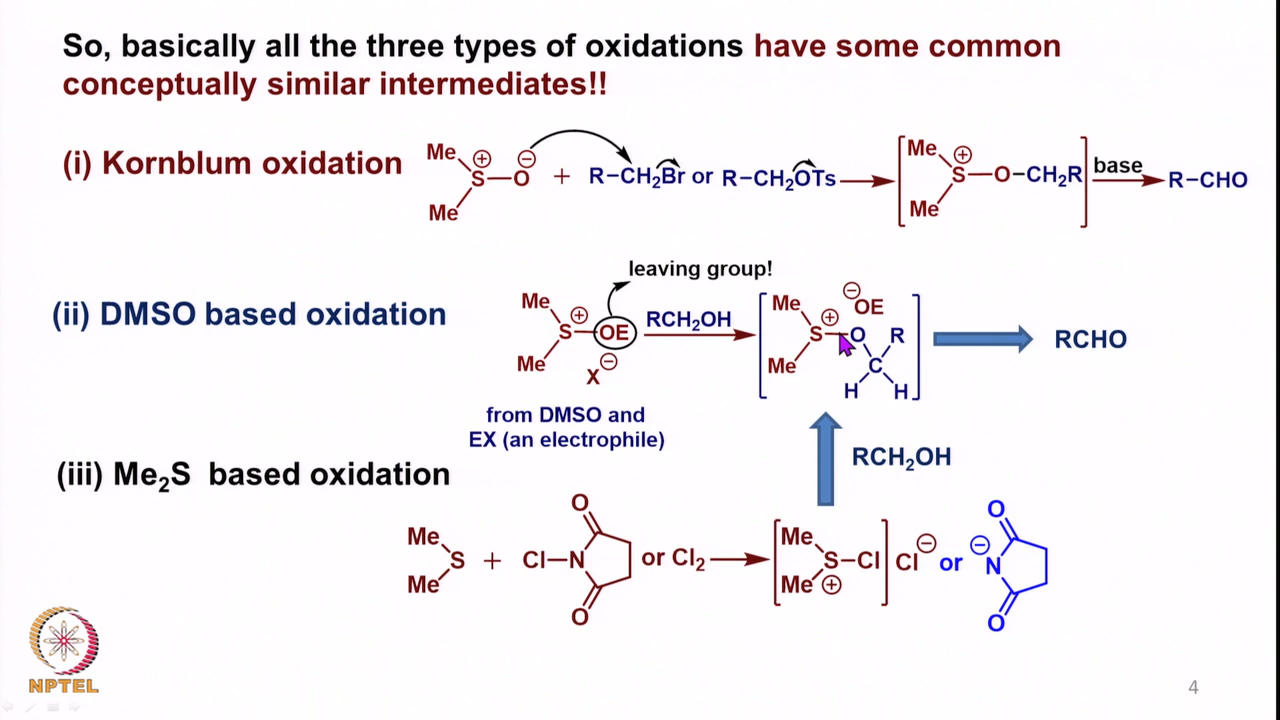 So, basically all the three types of oxidations have some common
conceptually similar intermediates!!
(i) Kornblum oxidation
Me
⊕
⊖
S–O
Me
+ R–CH₂Br or R–CH₂OTs
Me
⊕
S–O–CH₂R
Me
base
R–CHO
leaving group!
(ii) DMSO based oxidation
Me
⊕
S–OE
Me
X⊖
RCH₂OH
Me
⊕
⊖
OE
S–O R
Me
C
H H
RCHO
from DMSO and
EX (an electrophile)
RCH₂OH
(iii) Me₂S based oxidation
Me
S
Me
+ Cl–N
O
O
or Cl₂
Me
S–Cl
Me ⊕
Cl⊖ or
⊖
N
O
O
NPTEL
4